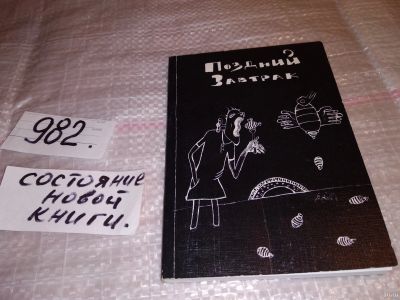 Поздний
Завтрак
982.
состояние
новой
книги.